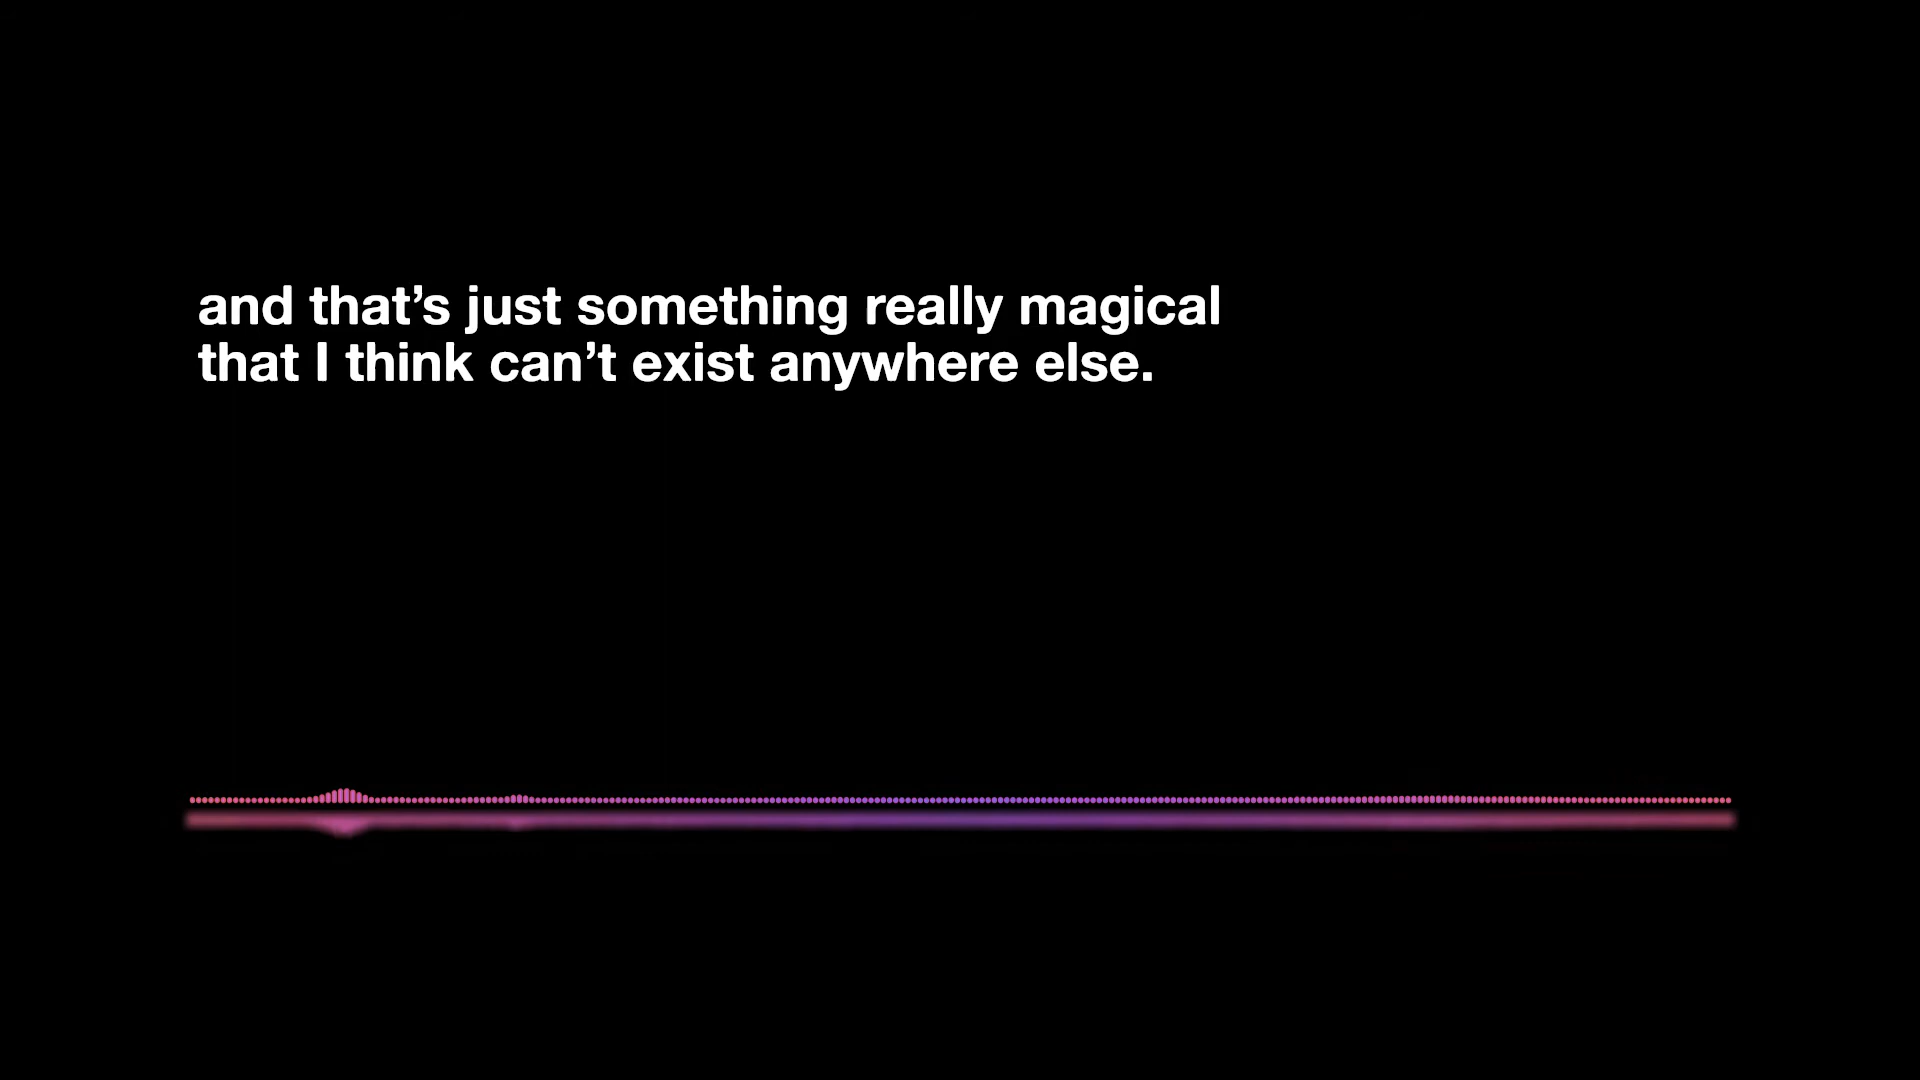 and that’s just something really magical
that I think can’t exist anywhere else.